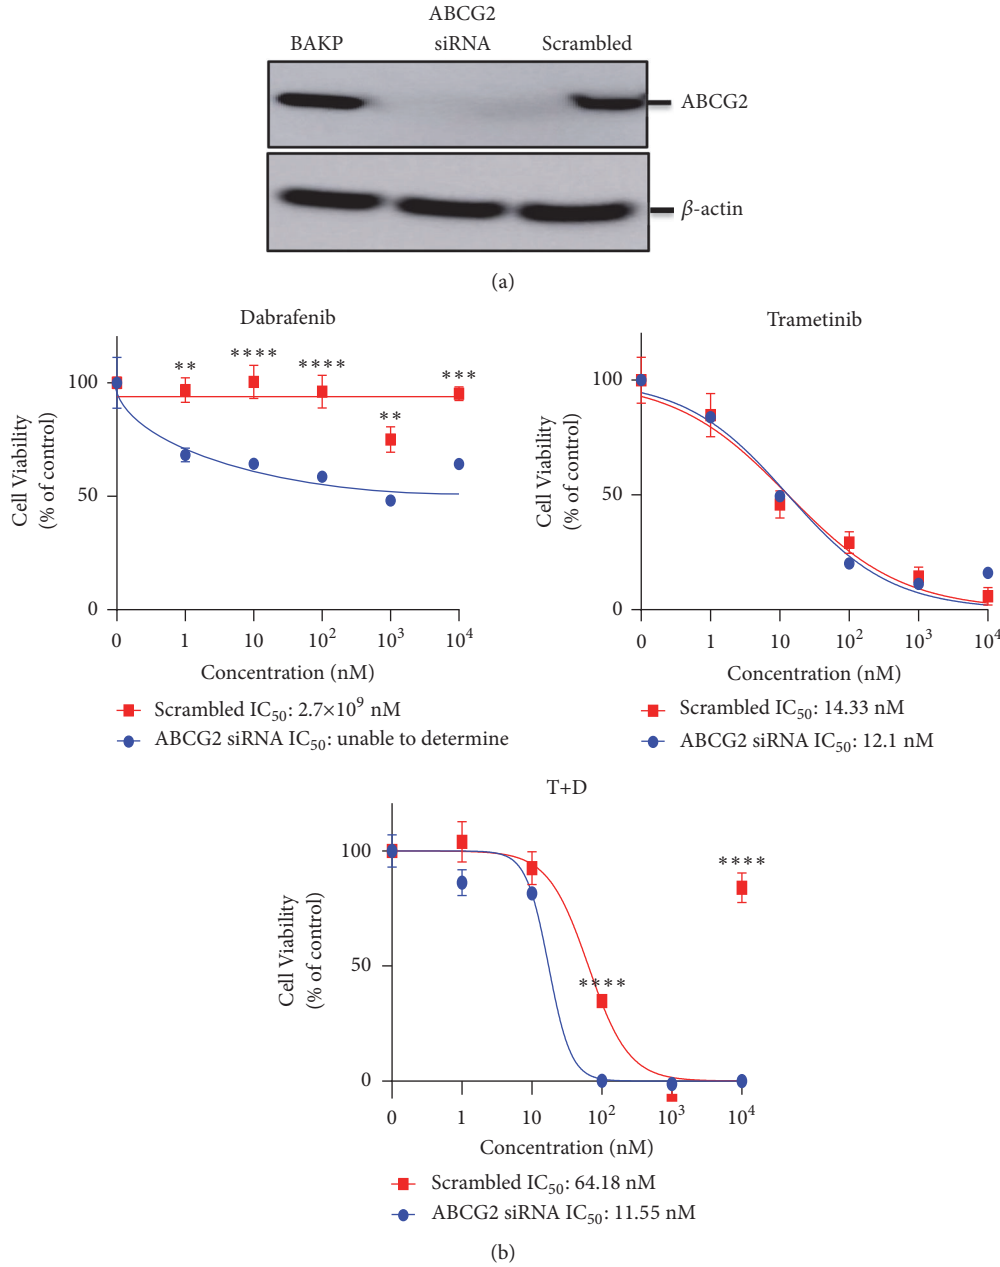 ABCG2
BAKP siRNA Scrambled
ABCG2
β-actin
(a)
Dabrafenib
** **** **** ** ***
100
50
0
Cell Viability
(% of control)
0 1 10 10² 10³ 10⁴
Concentration (nM)
Scrambled IC₅₀: 2.7×10⁹ nM
ABCG2 siRNA IC₅₀: unable to determine
Trametinib
100
50
0
Cell Viability
(% of control)
0 1 10 10² 10³ 10⁴
Concentration (nM)
Scrambled IC₅₀: 14.33 nM
ABCG2 siRNA IC₅₀: 12.1 nM
T+D
**** ****
100
50
0
Cell Viability
(% of control)
0 1 10 10² 10³ 10⁴
Concentration (nM)
Scrambled IC₅₀: 64.18 nM
ABCG2 siRNA IC₅₀: 11.55 nM
(b)